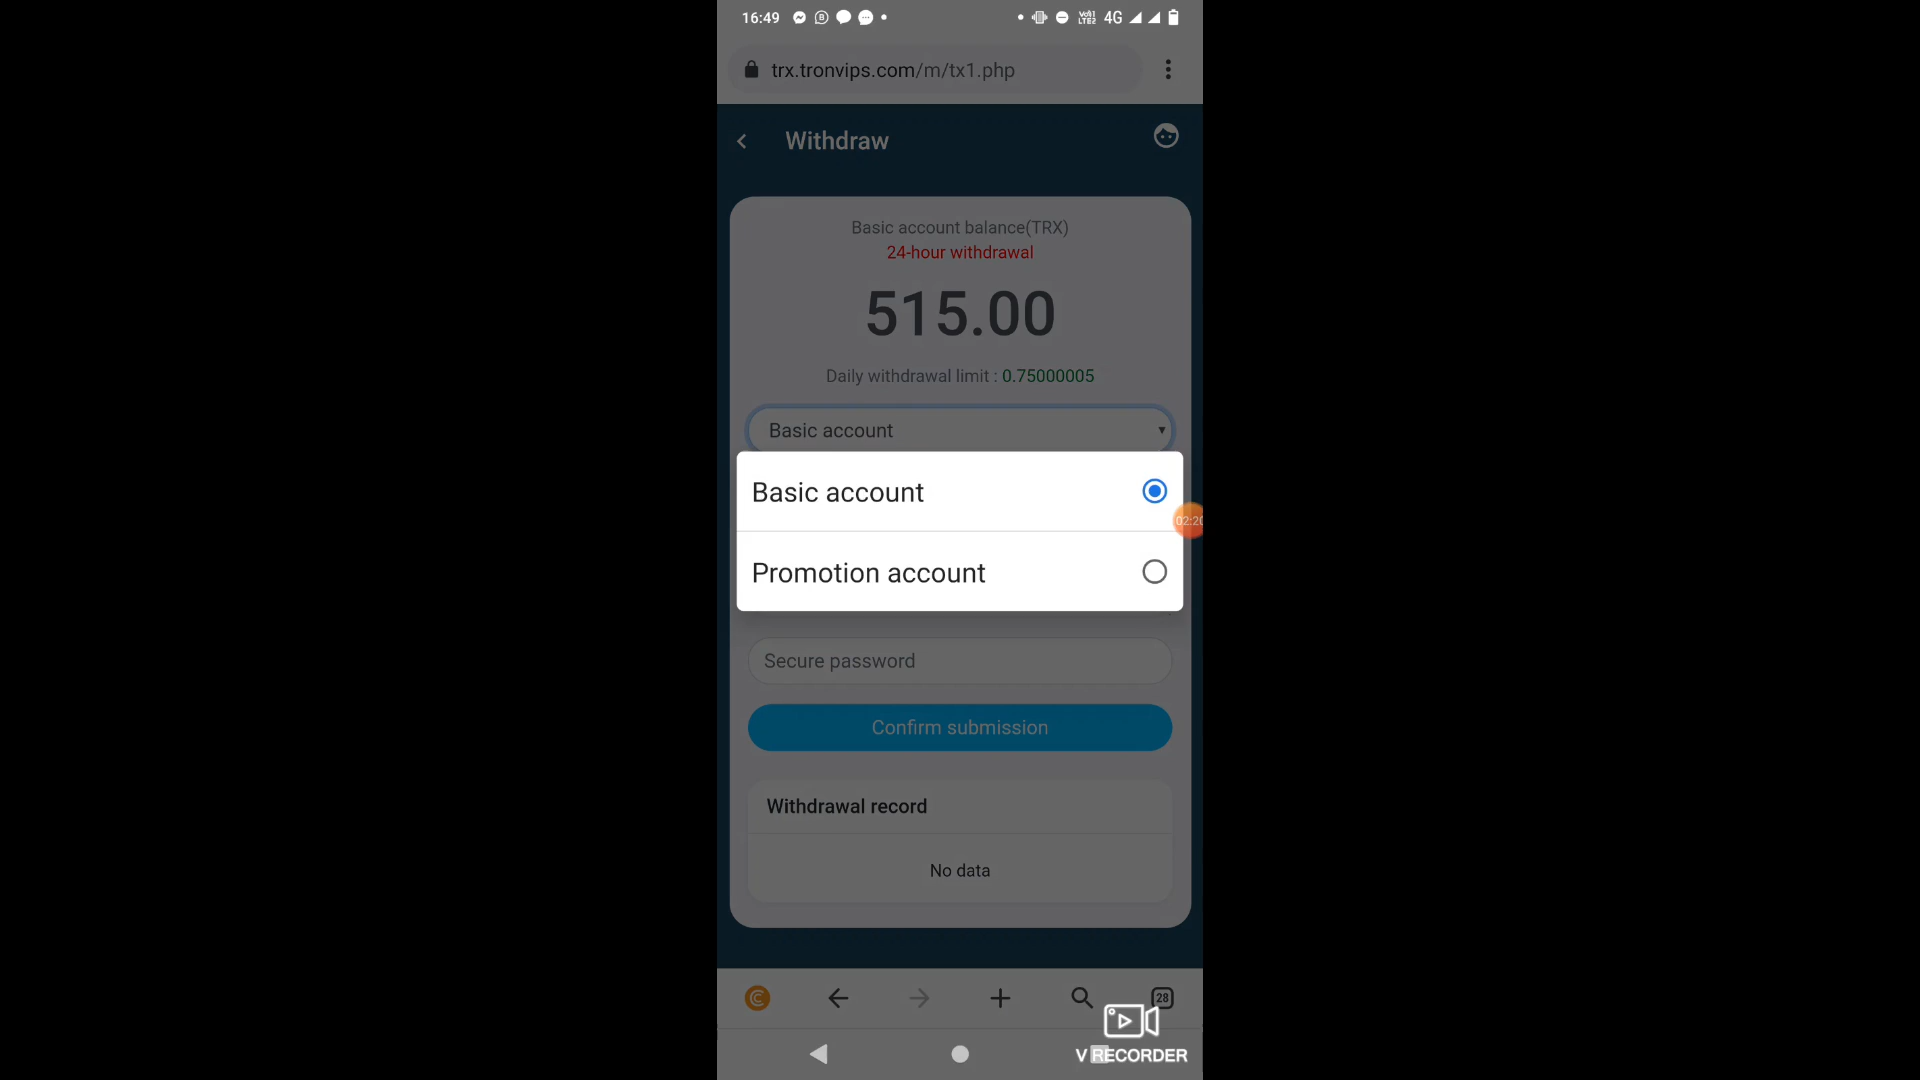 16:49
4G
trx.tronvips.com/m/tx1.php
Withdraw
Basic account balance(TRX)
24-hour withdrawal
515.00
Daily withdrawal limit : 0.75000005
Basic account
Basic account
Promotion account
02:20
Secure password
Confirm submission
Withdrawal record
No data
28
V RECORDER